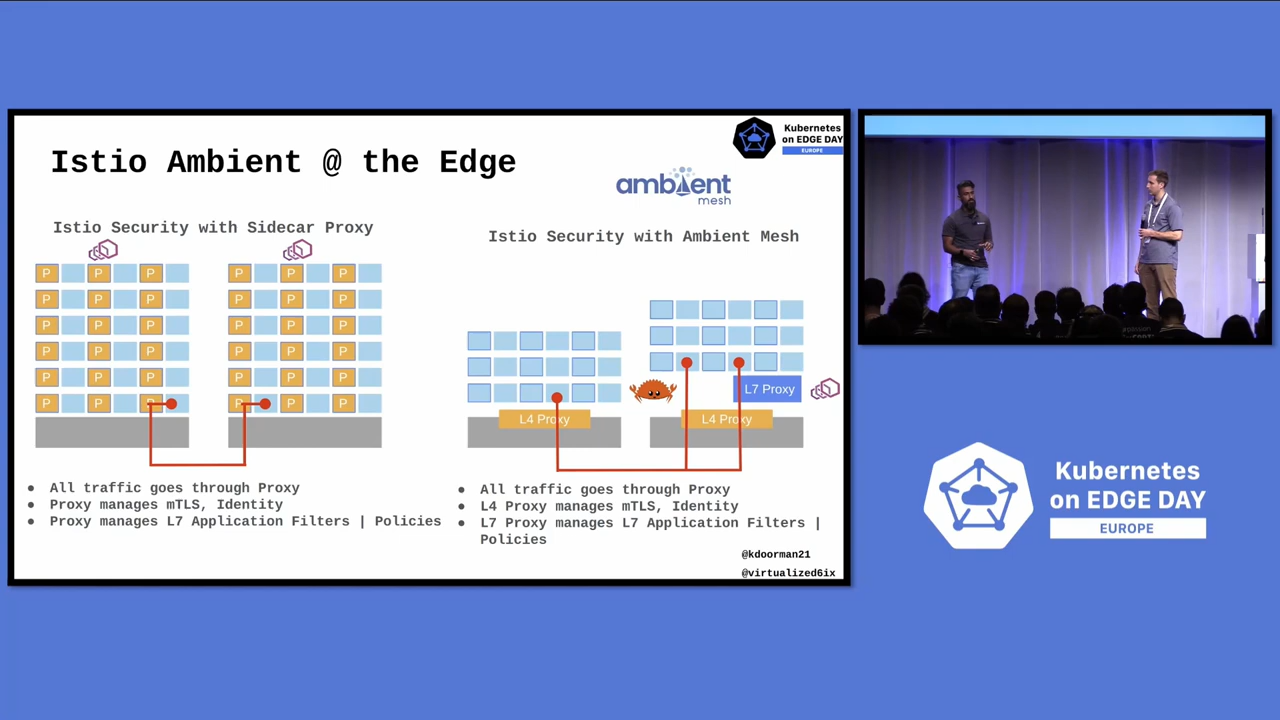 Istio Ambient @ the Edge
Kubernetes
on EDGE DAY
EUROPE
ambient
mesh
Istio Security with Sidecar Proxy
P P P P P P
P P P P P P
P P P P P P
P P P P P P
P P P P P P
P P P P P P
● All traffic goes through Proxy
● Proxy manages mTLS, Identity
● Proxy manages L7 Application Filters | Policies
Istio Security with Ambient Mesh
L7 Proxy
L4 Proxy L4 Proxy
● All traffic goes through Proxy
● L4 Proxy manages mTLS, Identity
● L7 Proxy manages L7 Application Filters |
Policies
@kdoorman21
@virtualized6ix
Kubernetes
on EDGE DAY
EUROPE